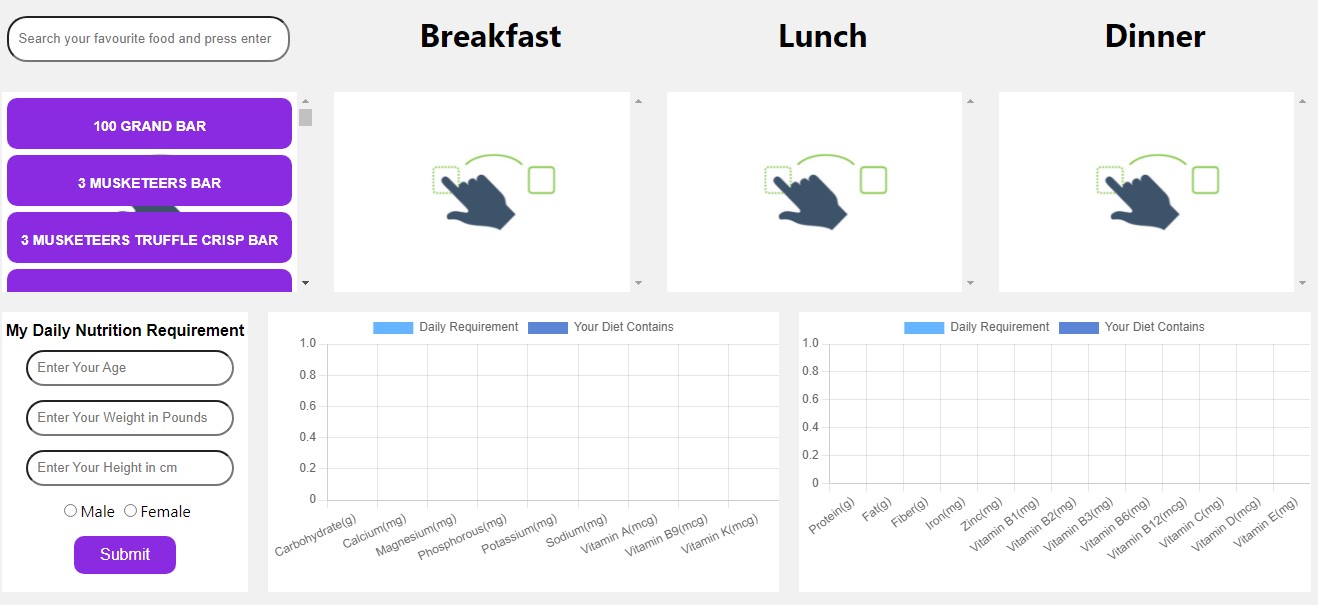 Search your favourite food and press enter
Breakfast
Lunch
Dinner
100 GRAND BAR
3 MUSKETEERS BAR
3 MUSKETEERS TRUFFLE CRISP BAR
My Daily Nutrition Requirement
Enter Your Age
Enter Your Weight in Pounds
Enter Your Height in cm
Male Female
Submit
Daily Requirement Your Diet Contains
1.0
0.8
0.6
0.4
0.2
0
Carbohydrate(g)
Calcium(mg)
Magnesium(mg)
Phosphorous(mg)
Potassium(mg)
Sodium(mg)
Vitamin A(mcg)
Vitamin B9(mcg)
Vitamin K(mcg)
Daily Requirement Your Diet Contains
1.0
0.8
0.6
0.4
0.2
0
Protein(g)
Fat(g)
Fiber(g)
Iron(mg)
Zinc(mg)
Vitamin B1(mg)
Vitamin B2(mg)
Vitamin B3(mg)
Vitamin B6(mg)
Vitamin B12(mcg)
Vitamin C(mg)
Vitamin D(mcg)
Vitamin E(mg)